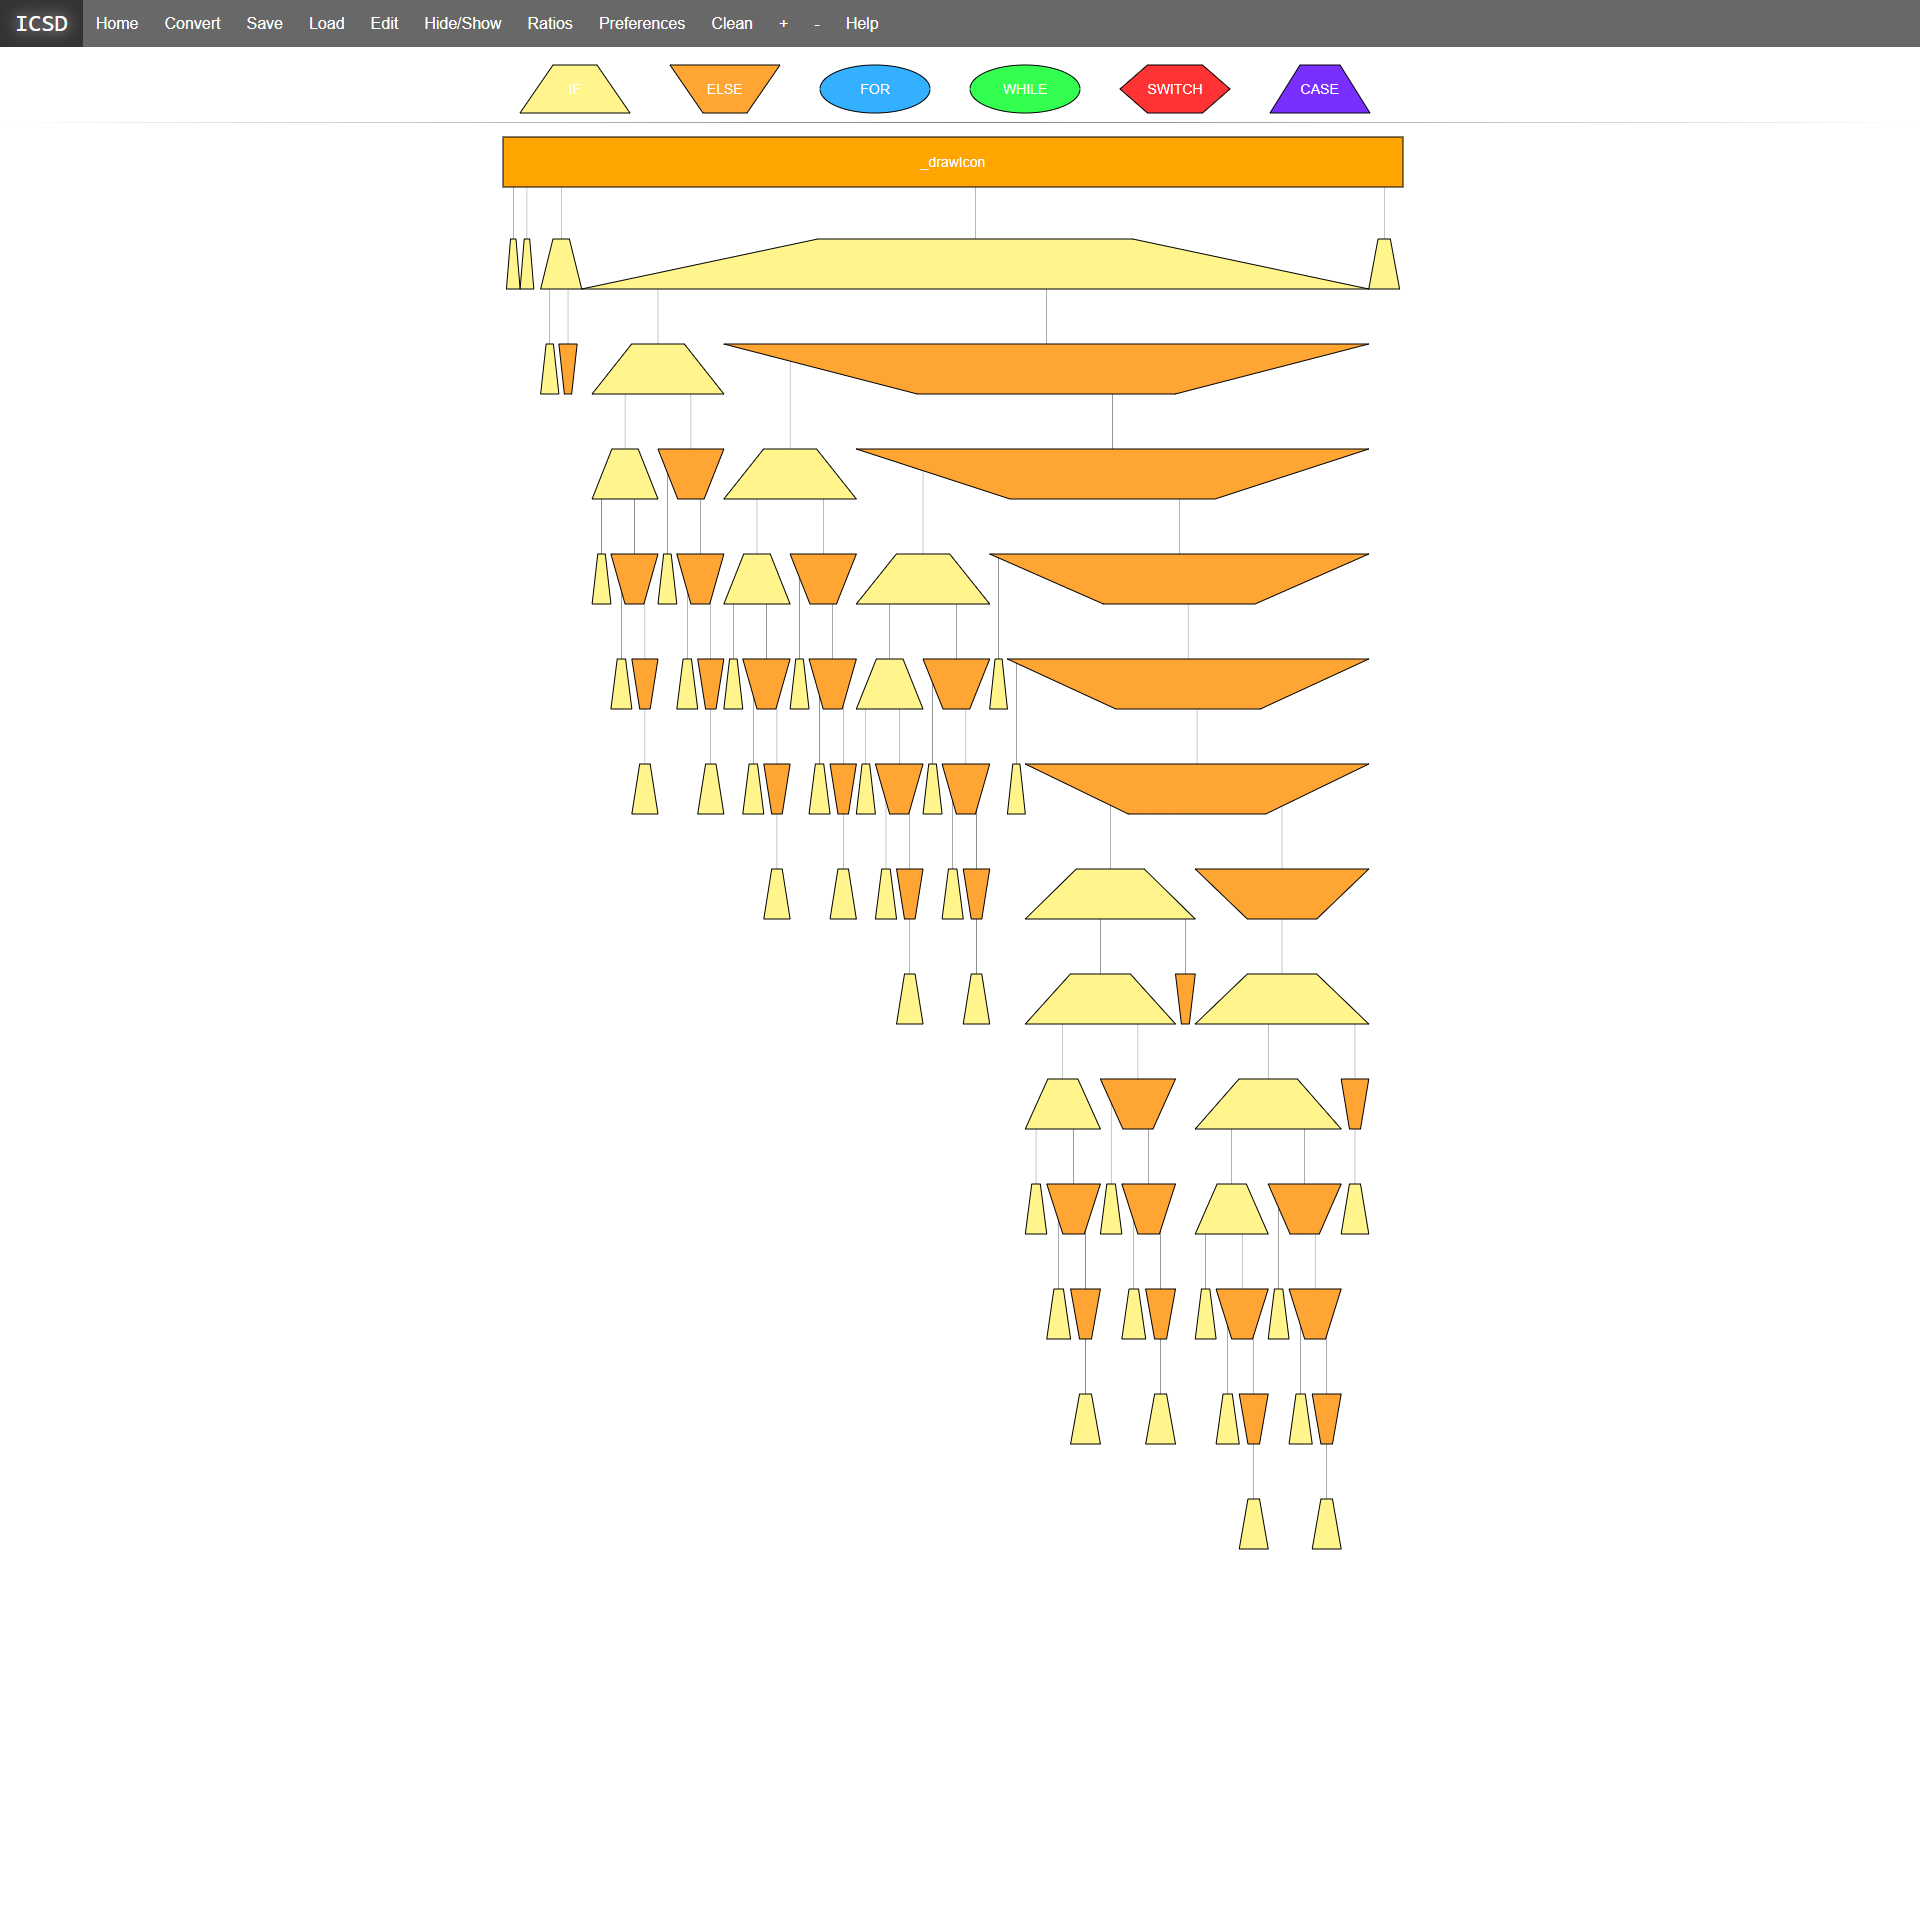 ICSD Home Convert Save Load Edit Hide/Show Ratios Preferences Clean + - Help
IF ELSE FOR WHILE SWITCH CASE
_drawIcon